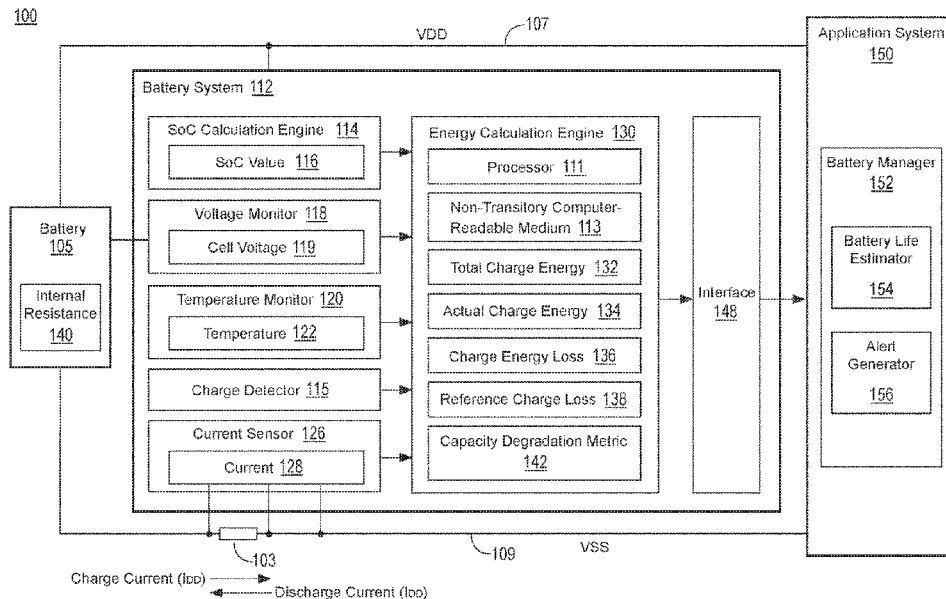 100
VDD
107
Application System
150
Battery System 112
SoC Calculation Engine 114
SoC Value 116
Energy Calculation Engine 130
Processor 111
Non-Transitory Computer-
Readable Medium 113
Total Charge Energy 132
Actual Charge Energy 134
Charge Energy Loss 136
Reference Charge Loss 138
Capacity Degradation Metric
142
Voltage Monitor 118
Cell Voltage 119
Temperature Monitor 120
Temperature 122
Charge Detector 115
Current Sensor 126
Current 128
Battery
105
Internal
Resistance
140
Interface
148
Battery Manager
152
Battery Life
Estimator
154
Alert
Generator
156
103
109
VSS
Charge Current (IDD)
Discharge Current (IDD)